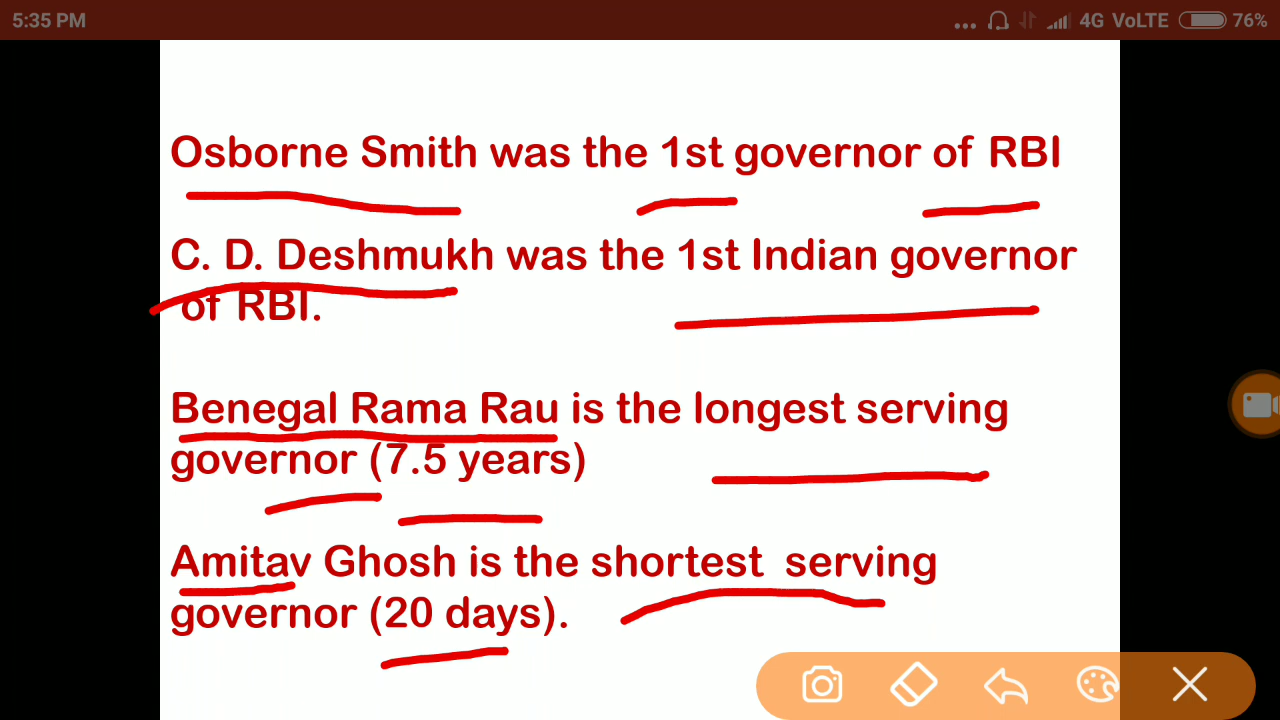 5:35 PM
4G VoLTE 76%
Osborne Smith was the 1st governor of RBI
C. D. Deshmukh was the 1st Indian governor
of RBI.
Benegal Rama Rau is the longest serving
governor (7.5 years)
Amitav Ghosh is the shortest serving
governor (20 days).